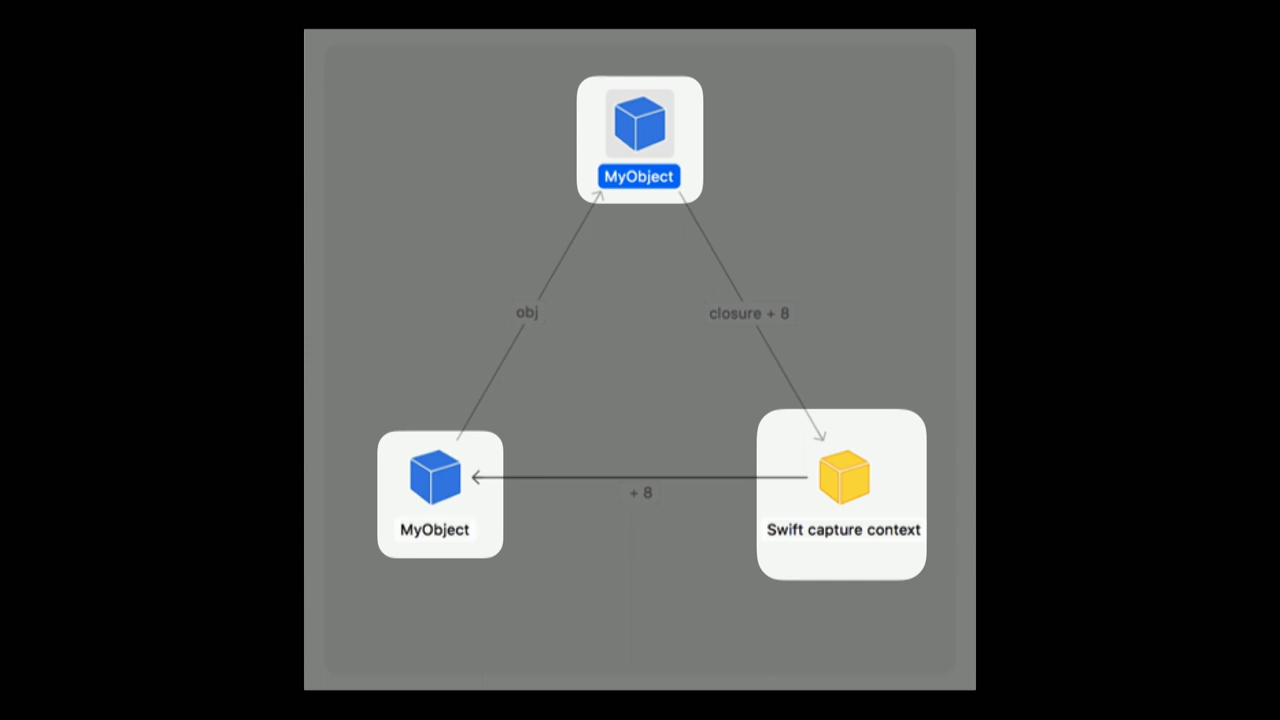 MyObject
obj
closure + 8
+ 8
MyObject
Swift capture context